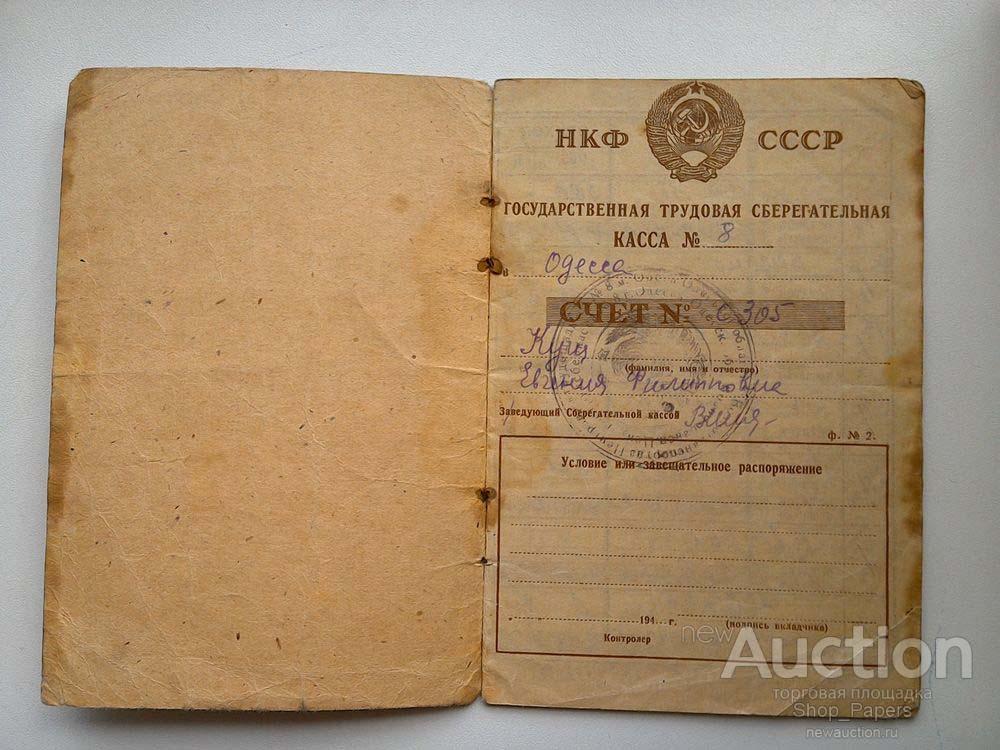 НКФ СССР
ГОСУДАРСТВЕННАЯ ТРУДОВАЯ СБЕРЕГАТЕЛЬНАЯ
КАССА № 8
в Одесса
СЧЕТ № С 305
Кущ
(фамилия, имя и отчество)
Евгения Филипповна
Заведующий Сберегательной кассой
ф. № 2.
Условие или завещательное распоряжение
194 г.
(подпись вкладчика)
Контролер
newAuction
торговая площадка
Shop_Papers
newauction.ru